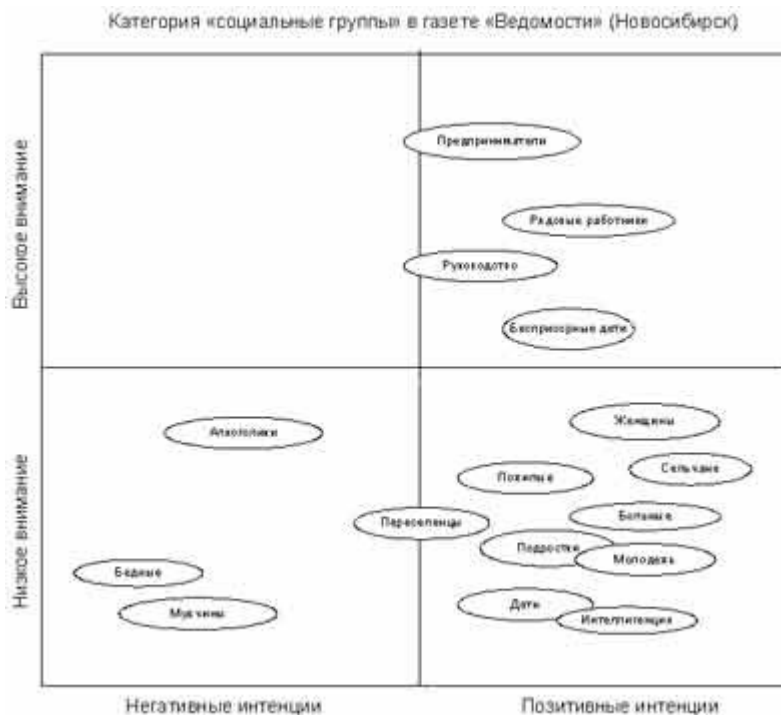 Категория «социальные группы» в газете «Ведомости» (Новосибирск)
Высокое внимание
Предприниматели
Рядовые работники
Руководство
Беспризорные дети
Низкое внимание
Алкоголики
Женщины
Сельчане
Пожилые
Больные
Переселенцы
Подростки
Молодежь
Бедные
Дети
Мужчины
Интеллигенция
Негативные интенции
Позитивные интенции